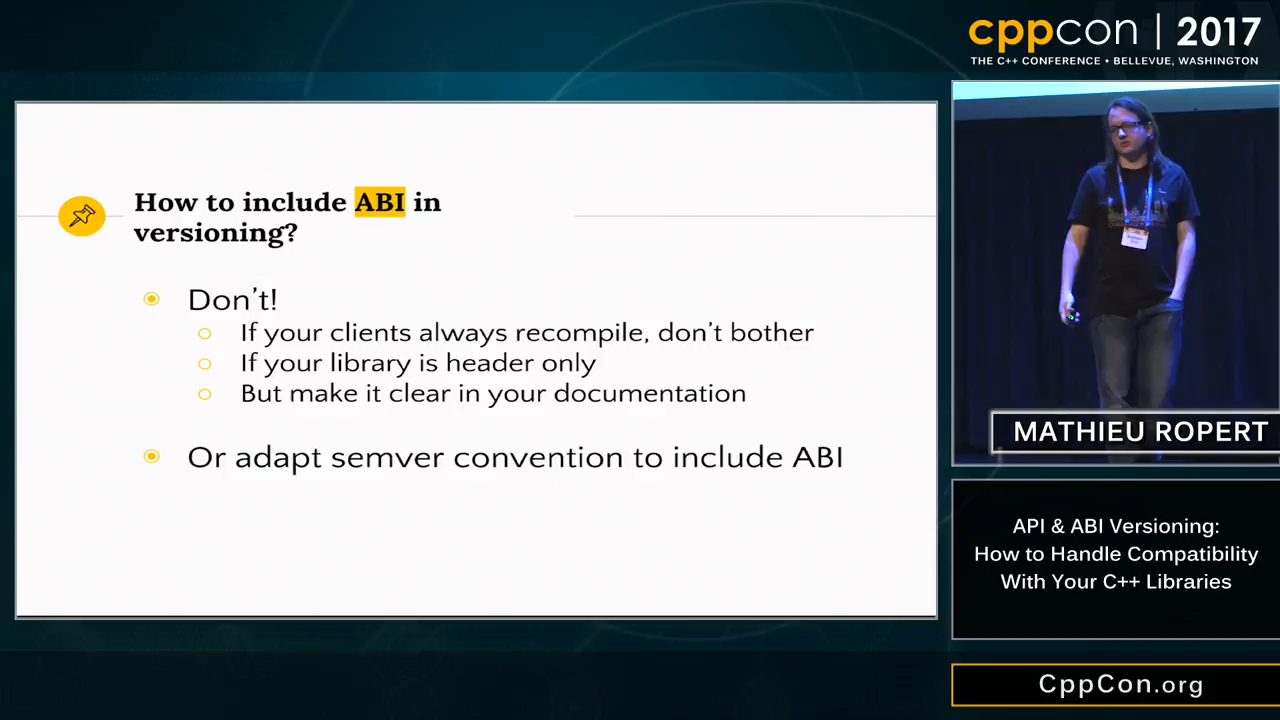 cppcon | 2017
THE C++ CONFERENCE • BELLEVUE, WASHINGTON
How to include ABI in
versioning?
Don't!
If your clients always recompile, don't bother
If your library is header only
But make it clear in your documentation
Or adapt semver convention to include ABI
MATHIEU ROPERT
API & ABI Versioning:
How to Handle Compatibility
With Your C++ Libraries
CppCon.org